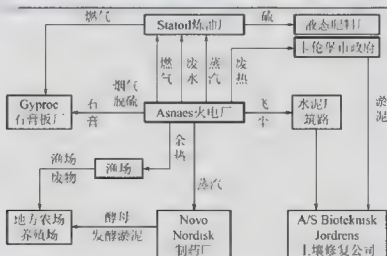 燃气
Statoil炼油厂
硫
液态肥料厂
卡伦堡市政府
燃气
废水
蒸汽
废热
烟气
脱硫
Gyproc
石膏板厂
石膏
Asnaes火电厂
飞尘
水泥厂
筑路
淤泥
余热
渔场
渔场
废物
蒸汽
地方农场
养殖场
酵母
发酵淤泥
Novo
Nordisk
制药厂
A/S Bioteknisk
Jordrens
土壤修复公司